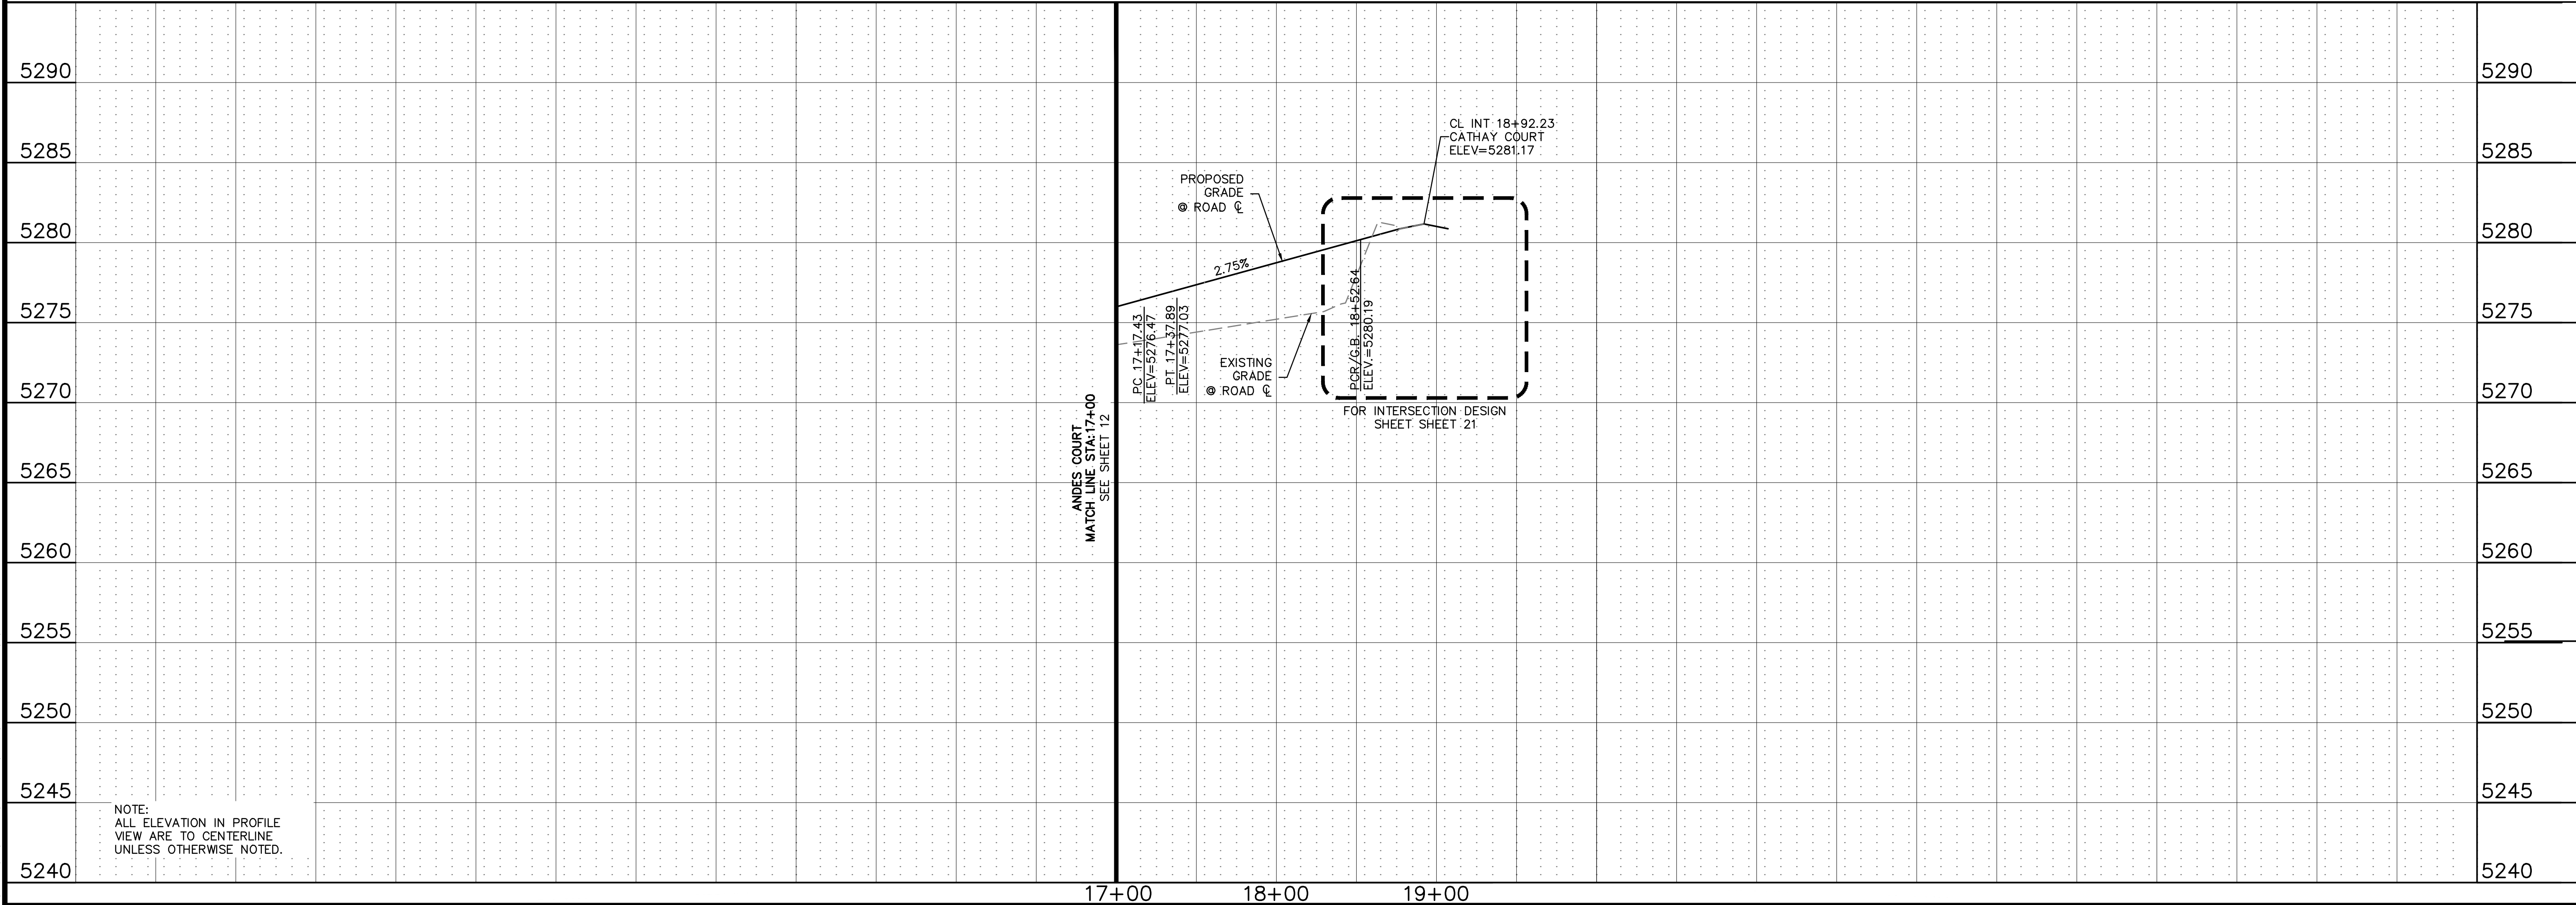 5290
5285
5280
5275
5270
5265
5260
5255
5250
5245
5240
NOTE:
ALL ELEVATION IN PROFILE
VIEW ARE TO CENTERLINE
UNLESS OTHERWISE NOTED.
ANDES COURT
MATCH LINE STA:17+00
SEE SHEET 12
PROPOSED
GRADE
@ ROAD ℄
2.75%
PC 17+17.43
ELEV=5276.47
PT 17+37.89
ELEV=5277.03
EXISTING
GRADE
@ ROAD ℄
CL INT 18+92.23
CATHAY COURT
ELEV=5281.17
PCR/G.B. 18+52.64
ELEV.=5280.19
FOR INTERSECTION DESIGN
SHEET SHEET 21
17+00
18+00
19+00
5290
5285
5280
5275
5270
5265
5260
5255
5250
5245
5240